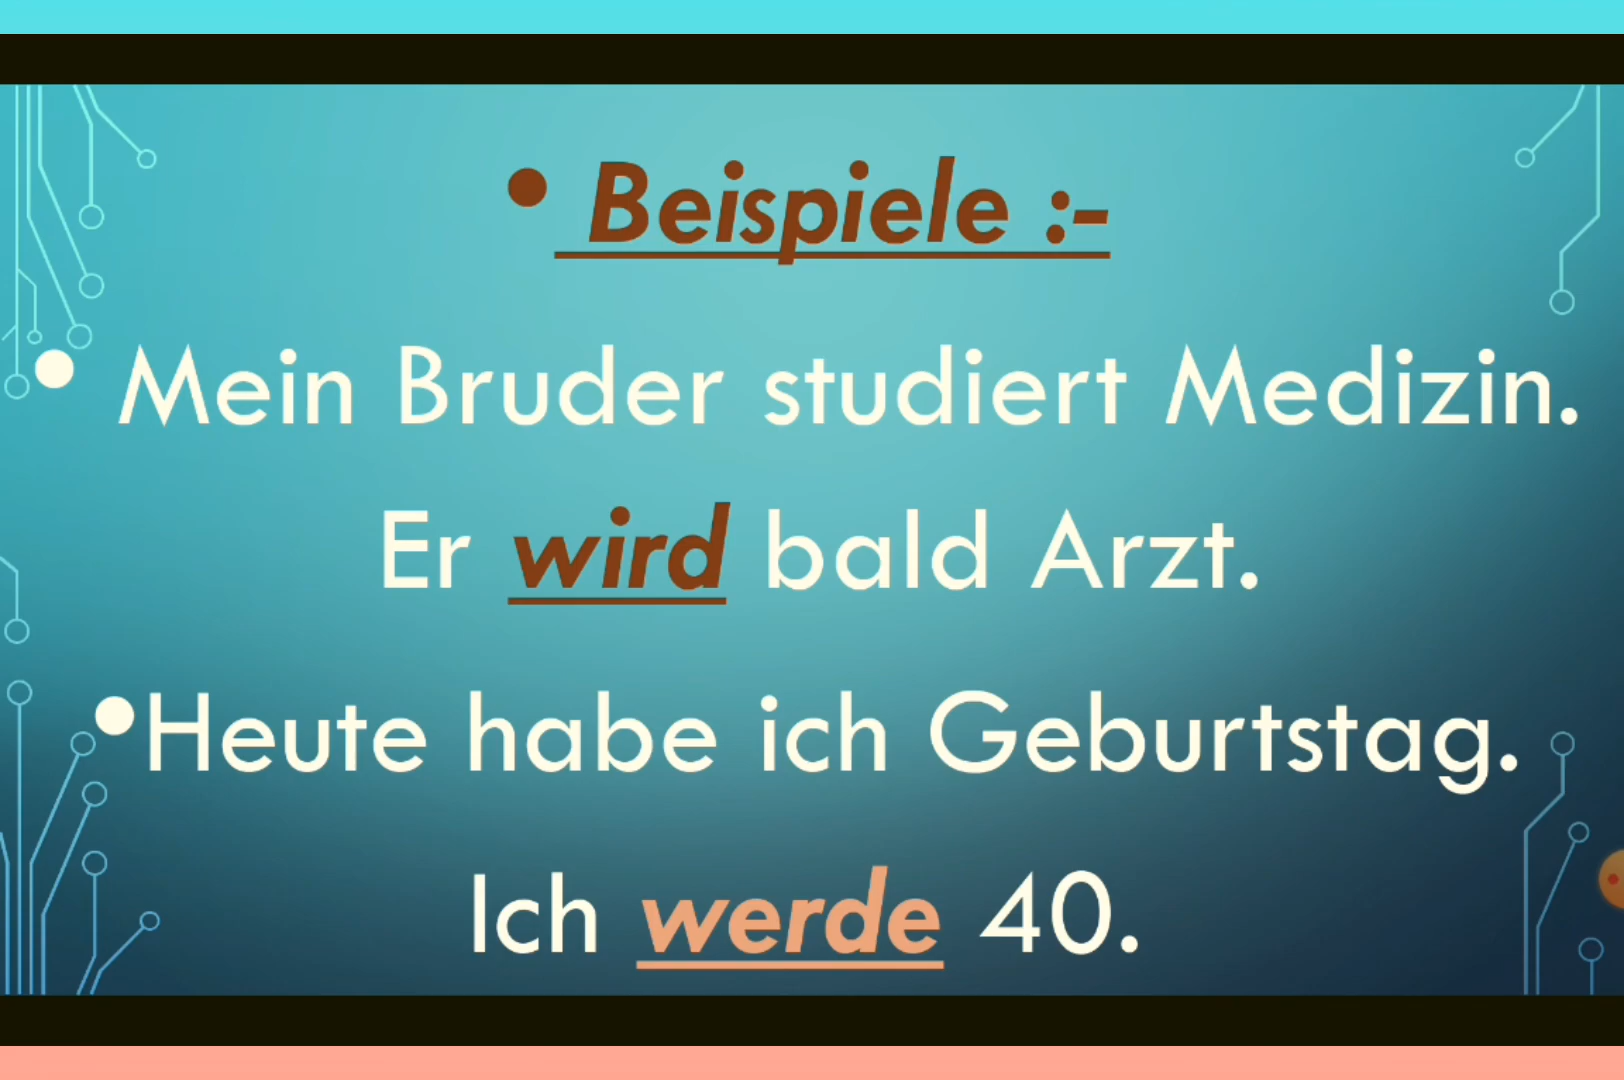 • Beispiele :-
• Mein Bruder studiert Medizin.
Er wird bald Arzt.
•Heute habe ich Geburtstag.
Ich werde 40.